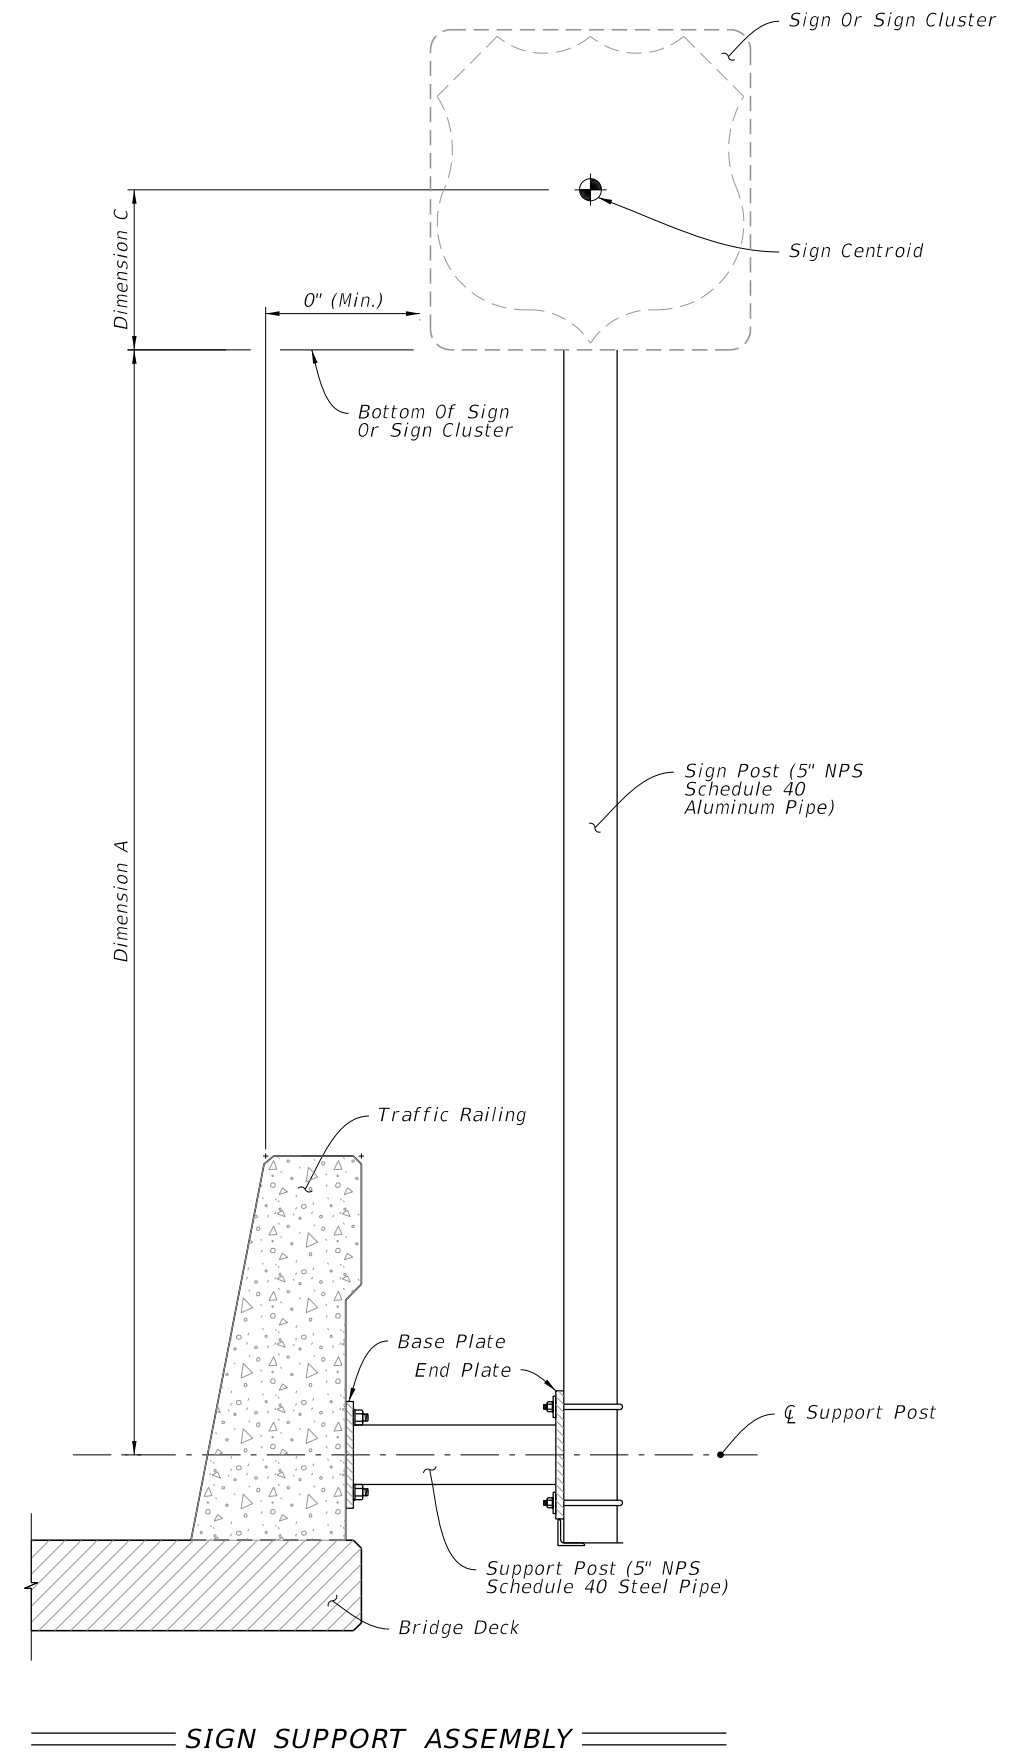 Sign Or Sign Cluster
Dimension C
Sign Centroid
0" (Min.)
Bottom Of Sign
Or Sign Cluster
Sign Post (5" NPS
Schedule 40
Aluminum Pipe)
Dimension A
Traffic Railing
Base Plate
End Plate
℄ Support Post
Support Post (5" NPS
Schedule 40 Steel Pipe)
Bridge Deck
SIGN SUPPORT ASSEMBLY